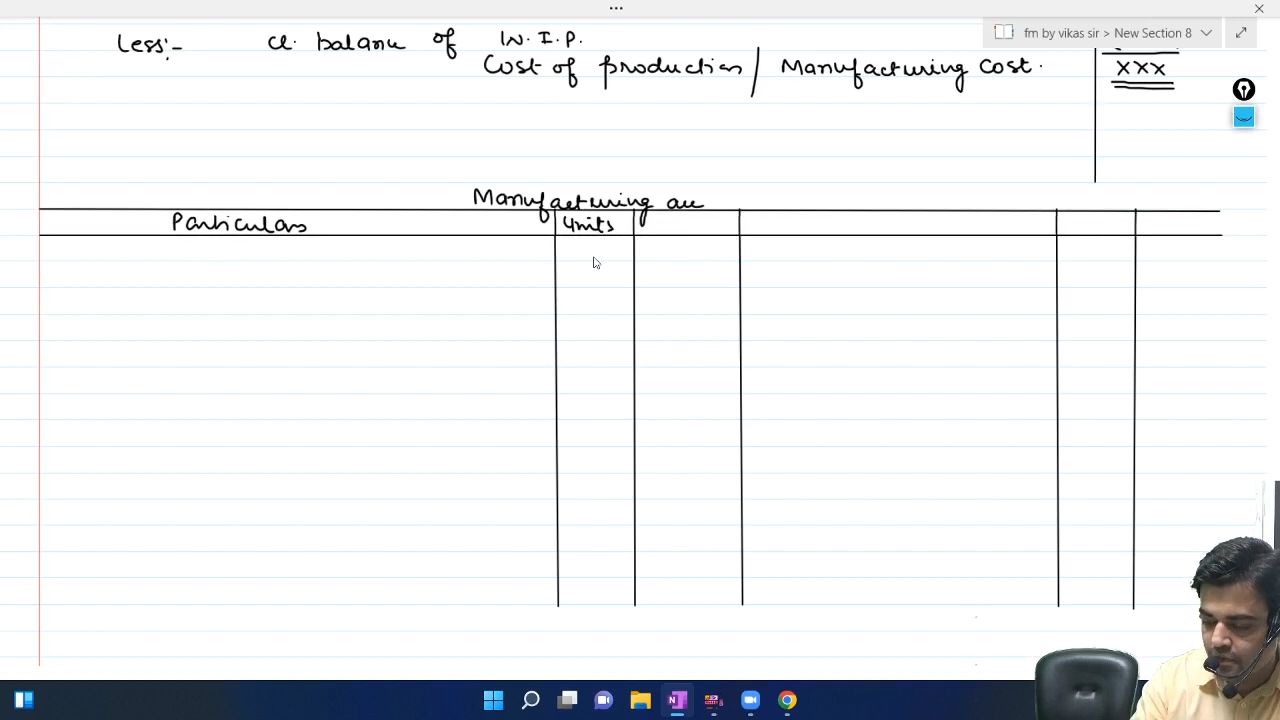 ...
fm by vikas sir > New Section 8
Less:- Cl. balance of W.I.P.
Cost of production / Manufacturing Cost. XXX
Manufacturing a/c
Particulars Units